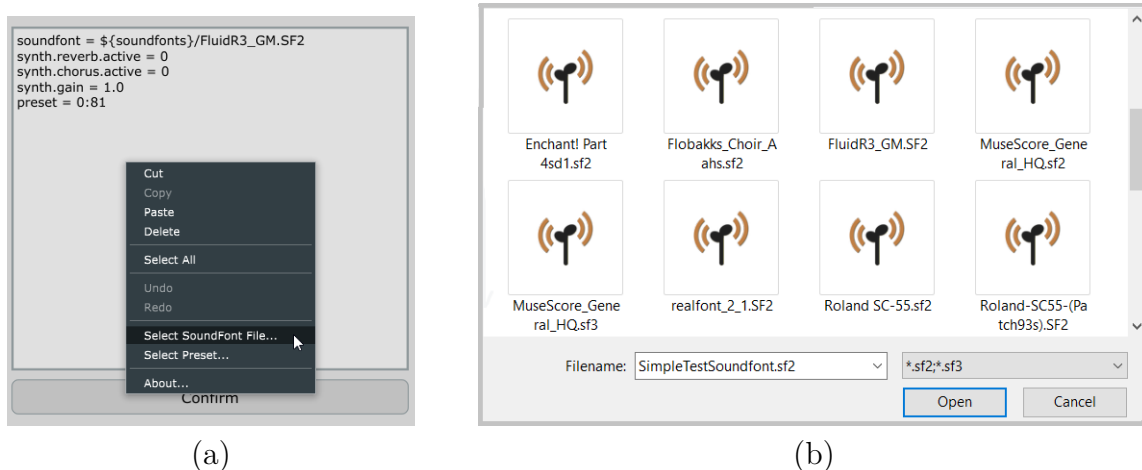 soundfont = ${soundfonts}/FluidR3_GM.SF2
synth.reverb.active = 0
synth.chorus.active = 0
synth.gain = 1.0
preset = 0:81
Cut
Copy
Paste
Delete
Select All
Undo
Redo
Select SoundFont File...
Select Preset...
About...
Confirm
(a)
Enchant! Part
4sd1.sf2
Flobakks_Choir_A
ahs.sf2
FluidR3_GM.SF2
MuseScore_Gene
ral_HQ.sf2
MuseScore_Gene
ral_HQ.sf3
realfont_2_1.SF2
Roland SC-55.sf2
Roland-SC55-(Pa
tch93s).SF2
Filename: SimpleTestSoundfont.sf2 *.sf2;*.sf3
Open Cancel
(b)